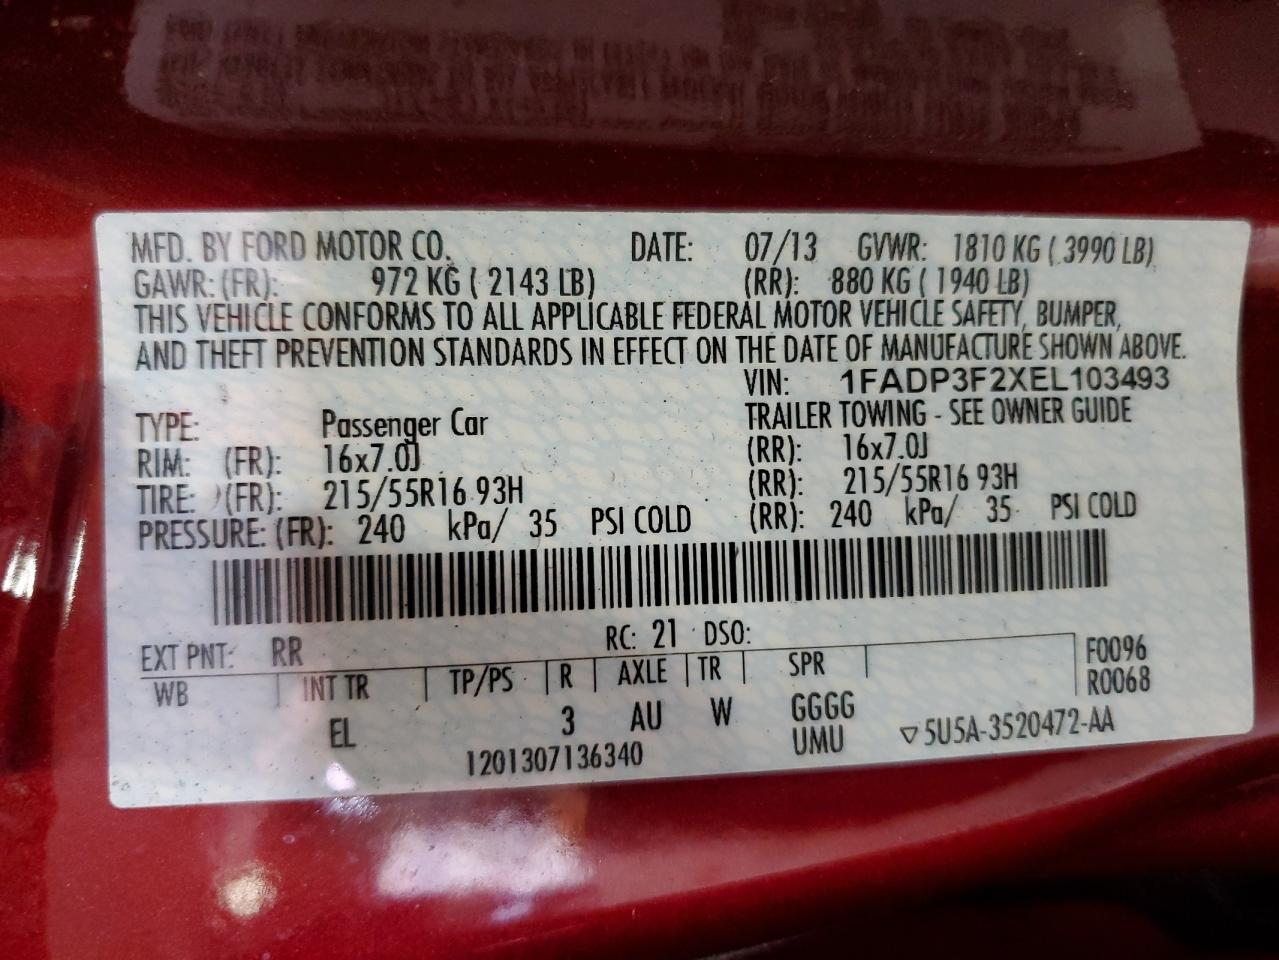 MFD. BY FORD MOTOR CO. DATE: 07/13 GVWR: 1810 KG ( 3990 LB)
GAWR: (FR): 972 KG ( 2143 LB) (RR): 880 KG ( 1940 LB)
THIS VEHICLE CONFORMS TO ALL APPLICABLE FEDERAL MOTOR VEHICLE SAFETY, BUMPER,
AND THEFT PREVENTION STANDARDS IN EFFECT ON THE DATE OF MANUFACTURE SHOWN ABOVE.
VIN: 1FADP3F2XEL103493
TYPE: Passenger Car TRAILER TOWING - SEE OWNER GUIDE
RIM: (FR): 16x7.0J (RR): 16x7.0J
TIRE: (FR): 215/55R16 93H (RR): 215/55R16 93H
PRESSURE: (FR): 240 kPa/ 35 PSI COLD (RR): 240 kPa/ 35 PSI COLD
EXT PNT: RR RC: 21 DSO: F0096
WB INT TR TP/PS R AXLE TR SPR R0068
EL 3 AU W GGGG
1201307136340 UMU ▽5U5A-3520472-AA